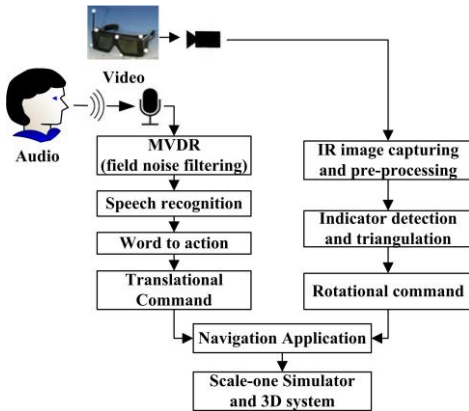 Video
Audio
MVDR
(field noise filtering)
Speech recognition
Word to action
Translational
Command
IR image capturing
and pre-processing
Indicator detection
and triangulation
Rotational command
Navigation Application
Scale-one Simulator
and 3D system